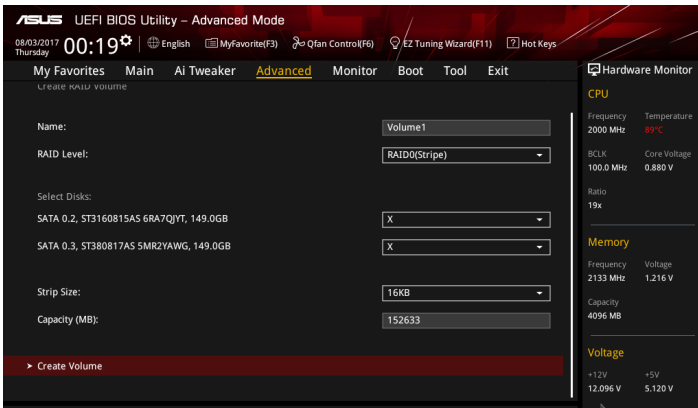 ASUS UEFI BIOS Utility – Advanced Mode
08/03/2017 Thursday 00:19 English MyFavorite(F3) Qfan Control(F6) EZ Tuning Wizard(F11) ? Hot Keys
My Favorites Main Ai Tweaker Advanced Monitor Boot Tool Exit
Create RAID Volume
Name: Volume1
RAID Level: RAID0(Stripe)
Select Disks:
SATA 0.2, ST3160815AS 6RA7QJYT, 149.0GB X
SATA 0.3, ST380817AS 5MR2YAWG, 149.0GB X
Strip Size: 16KB
Capacity (MB): 152633
> Create Volume
Hardware Monitor
CPU
Frequency Temperature
2000 MHz 89°C
BCLK Core Voltage
100.0 MHz 0.880 V
Ratio
19x
Memory
Frequency Voltage
2133 MHz 1.216 V
Capacity
4096 MB
Voltage
+12V +5V
12.096 V 5.120 V